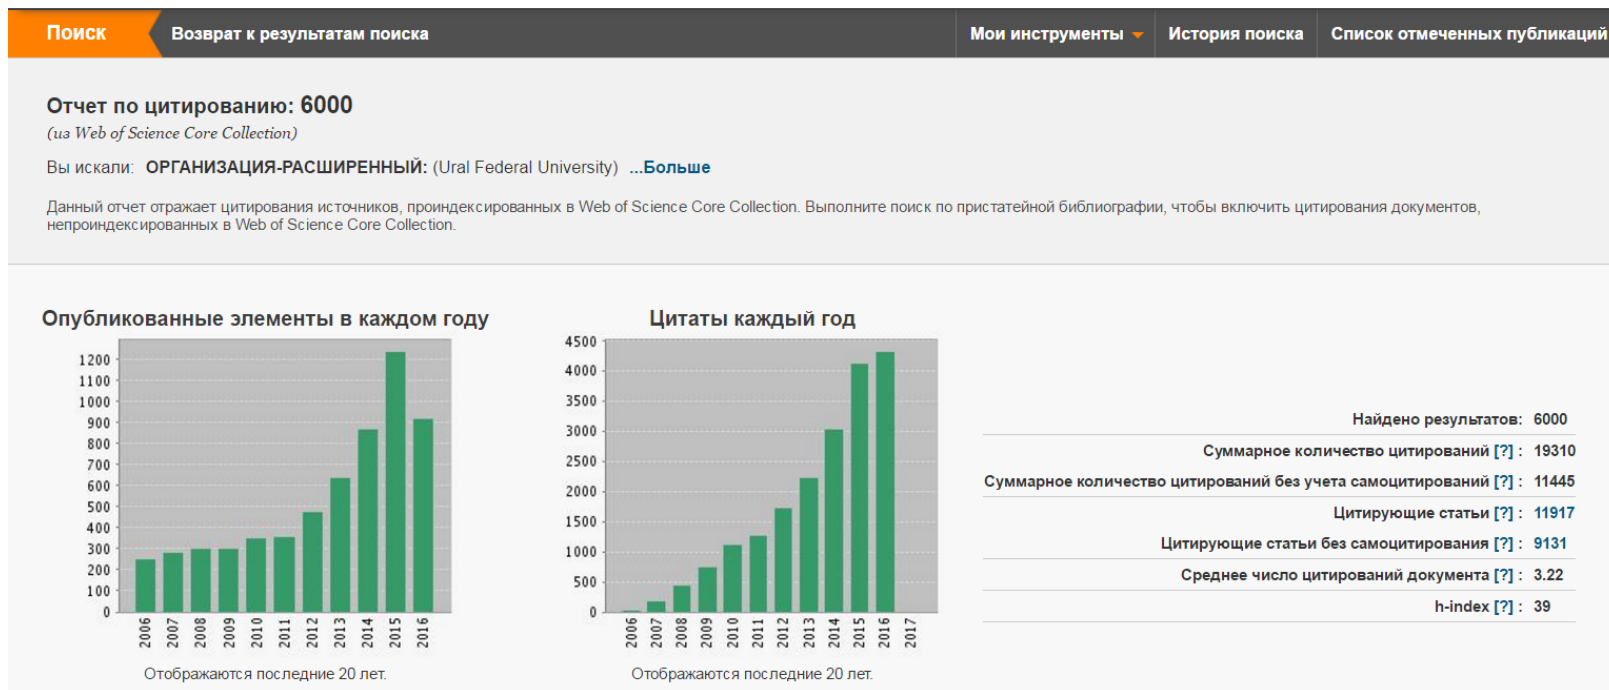 Поиск
Возврат к результатам поиска
Мои инструменты
История поиска
Список отмеченных публикаций
Отчет по цитированию: 6000
(из Web of Science Core Collection)
Вы искали: ОРГАНИЗАЦИЯ-РАСШИРЕННЫЙ: (Ural Federal University) ...Больше
Данный отчет отражает цитирования источников, проиндексированных в Web of Science Core Collection. Выполните поиск по пристатейной библиографии, чтобы включить цитирования документов,
непроиндексированных в Web of Science Core Collection.
Опубликованные элементы в каждом году
1200
1100
1000
900
800
700
600
500
400
300
200
100
0
2006
2007
2008
2009
2010
2011
2012
2013
2014
2015
2016
Отображаются последние 20 лет.
Цитаты каждый год
4500
4000
3500
3000
2500
2000
1500
1000
500
0
2006
2007
2008
2009
2010
2011
2012
2013
2014
2015
2016
2017
Отображаются последние 20 лет.
Найдено результатов: 6000
Суммарное количество цитирований [?] : 19310
Суммарное количество цитирований без учета самоцитирований [?] : 11445
Цитирующие статьи [?] : 11917
Цитирующие статьи без самоцитирования [?] : 9131
Среднее число цитирований документа [?] : 3.22
h-index [?] : 39